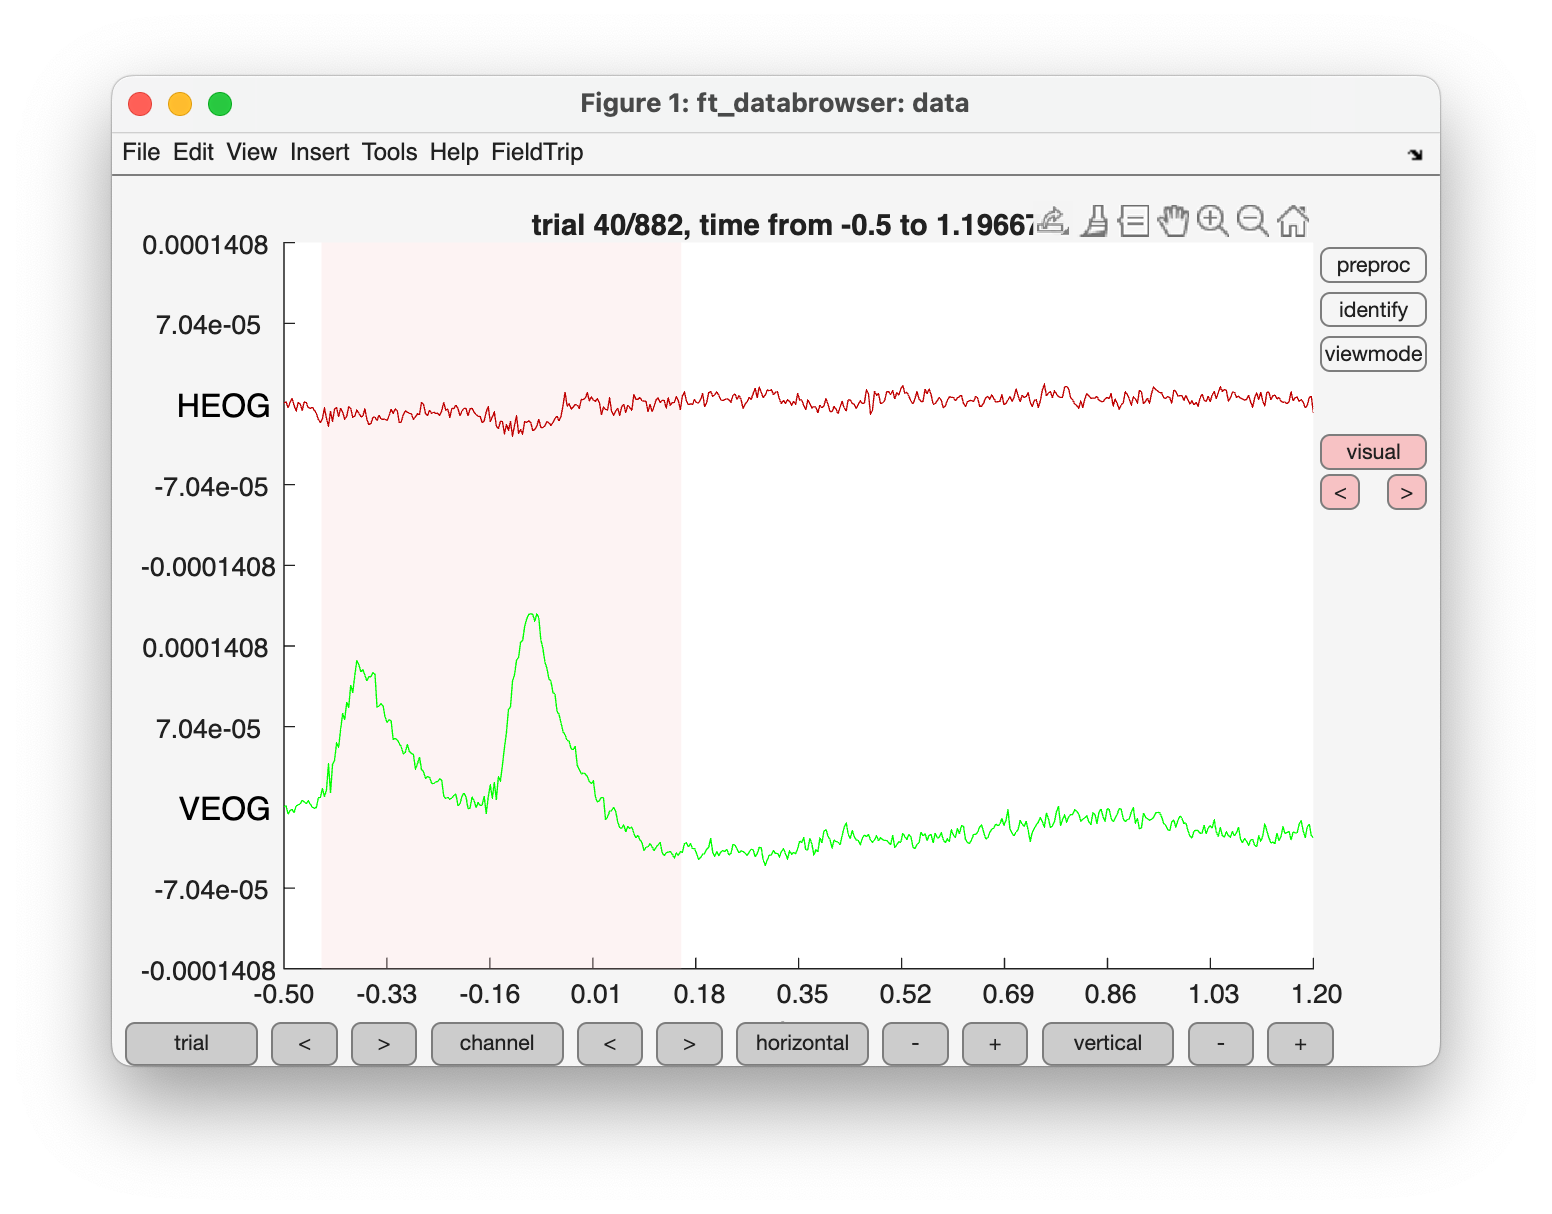 Figure 1: ft_databrowser: data
File Edit View Insert Tools Help FieldTrip
trial 40/882, time from -0.5 to 1.19667
0.0001408
7.04e-05
HEOG
-7.04e-05
-0.0001408
0.0001408
7.04e-05
VEOG
-7.04e-05
-0.0001408
-0.50 -0.33 -0.16 0.01 0.18 0.35 0.52 0.69 0.86 1.03 1.20
preproc
identify
viewmode
visual
< >
trial < > channel < > horizontal - + vertical - +